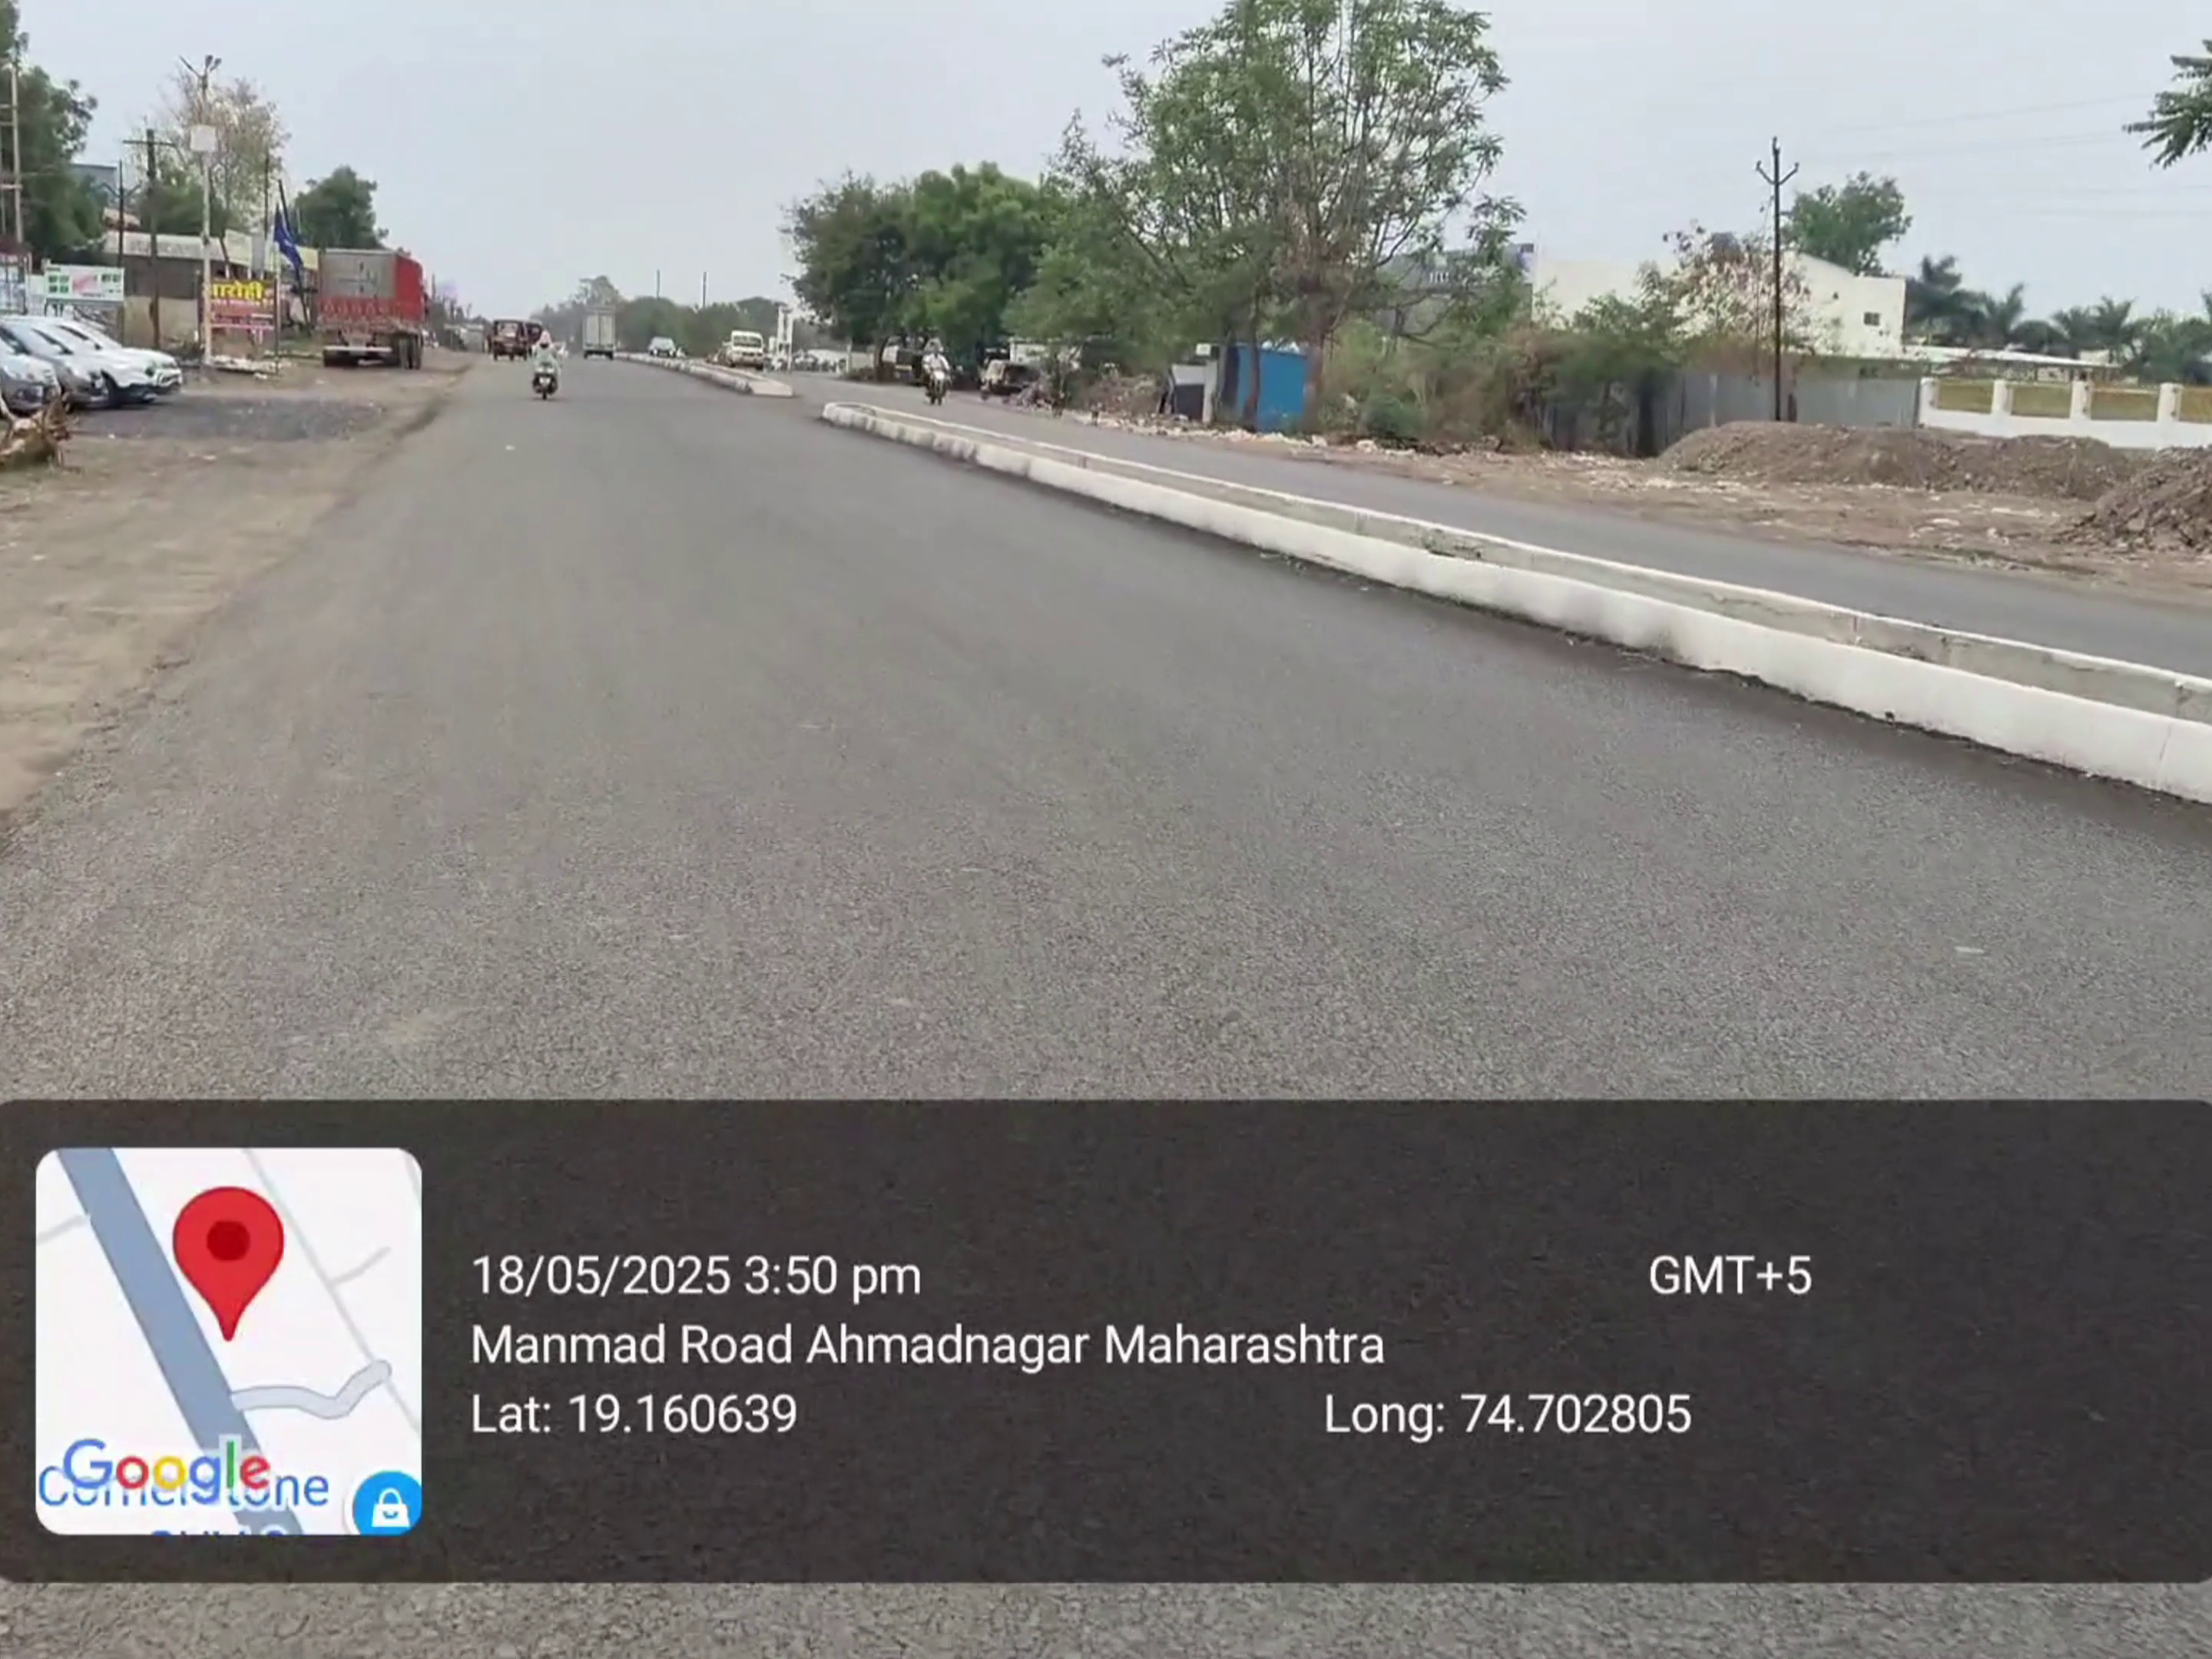 18/05/2025 3:50 pm GMT+5
Manmad Road Ahmadnagar Maharashtra
Lat: 19.160639 Long: 74.702805
Google